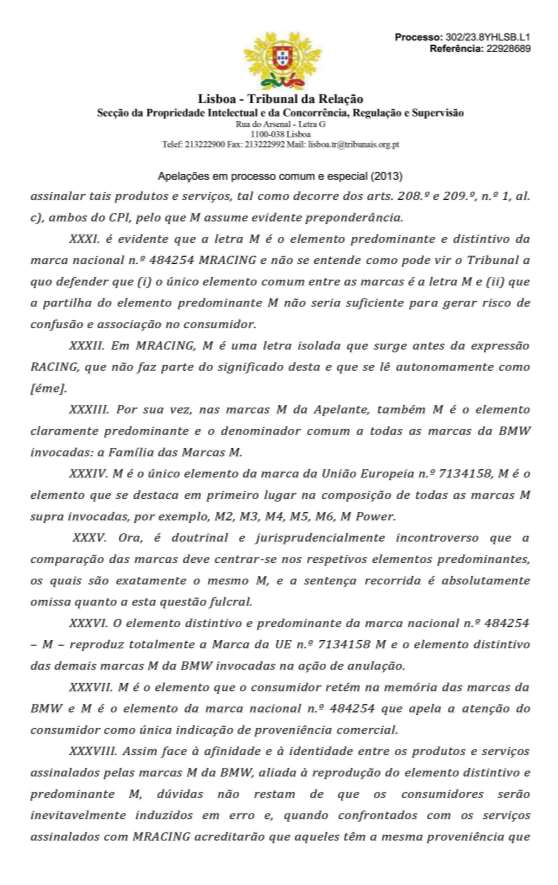 Processo: 302/23.8YHLSB.L1
Referência: 22928689
Lisboa - Tribunal da Relação
Secção da Propriedade Intelectual e da Concorrência, Regulação e Supervisão
Rua do Arsenal - Letra G
1100-038 Lisboa
Telef: 213222900 Fax: 213222992 Mail: lisboa.tr@tribunais.org.pt
Apelações em processo comum e especial (2013)
assinalar tais produtos e serviços, tal como decorre dos arts. 208.º e 209.º, n.º 1, al.
c), ambos do CPI, pelo que M assume evidente preponderância.
XXXI. é evidente que a letra M é o elemento predominante e distintivo da
marca nacional n.º 484254 MRACING e não se entende como pode vir o Tribunal a
quo defender que (i) o único elemento comum entre as marcas é a letra M e (ii) que
a partilha do elemento predominante M não seria suficiente para gerar risco de
confusão e associação no consumidor.
XXXII. Em MRACING, M é uma letra isolada que surge antes da expressão
RACING, que não faz parte do significado desta e que se lê autonomamente como
[éme].
XXXIII. Por sua vez, nas marcas M da Apelante, também M é o elemento
claramente predominante e o denominador comum a todas as marcas da BMW
invocadas: a Família das Marcas M.
XXXIV. M é o único elemento da marca da União Europeia n.º 7134158, M é o
elemento que se destaca em primeiro lugar na composição de todas as marcas M
supra invocadas, por exemplo, M2, M3, M4, M5, M6, M Power.
XXXV. Ora, é doutrinal e jurisprudencialmente incontroverso que a
comparação das marcas deve centrar-se nos respetivos elementos predominantes,
os quais são exatamente o mesmo M, e a sentença recorrida é absolutamente
omissa quanto a esta questão fulcral.
XXXVI. O elemento distintivo e predominante da marca nacional n.º 484254
– M – reproduz totalmente a Marca da UE n.º 7134158 M e o elemento distintivo
das demais marcas M da BMW invocadas na ação de anulação.
XXXVII. M é o elemento que o consumidor retém na memória das marcas da
BMW e M é o elemento da marca nacional n.º 484254 que apela a atenção do
consumidor como única indicação de proveniência comercial.
XXXVIII. Assim face à afinidade e à identidade entre os produtos e serviços
assinalados pelas marcas M da BMW, aliada à reprodução do elemento distintivo e
predominante M, dúvidas não restam de que os consumidores serão
inevitavelmente induzidos em erro e, quando confrontados com os serviços
assinalados com MRACING acreditarão que aqueles têm a mesma proveniência que